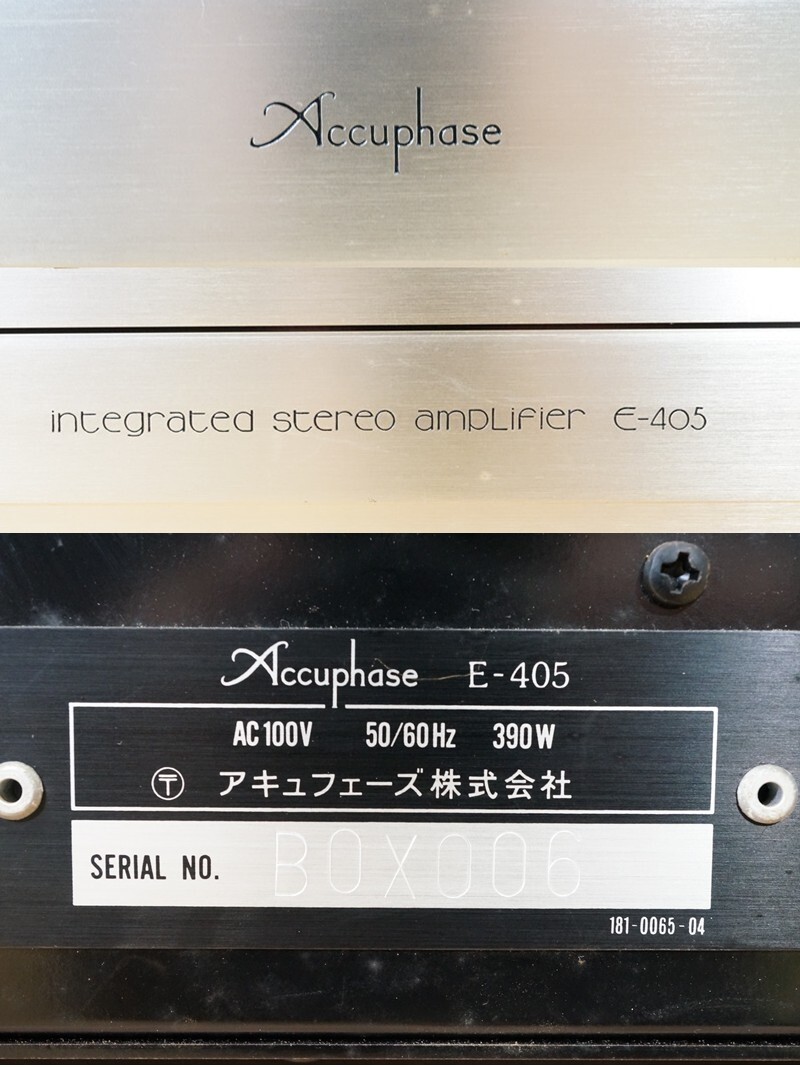 Accuphase
integrated stereo amplifier E-405
Accuphase E-405
AC100V 50/60Hz 390W
〒 アキュフェーズ株式会社
SERIAL NO. B0X006
181-0065-04